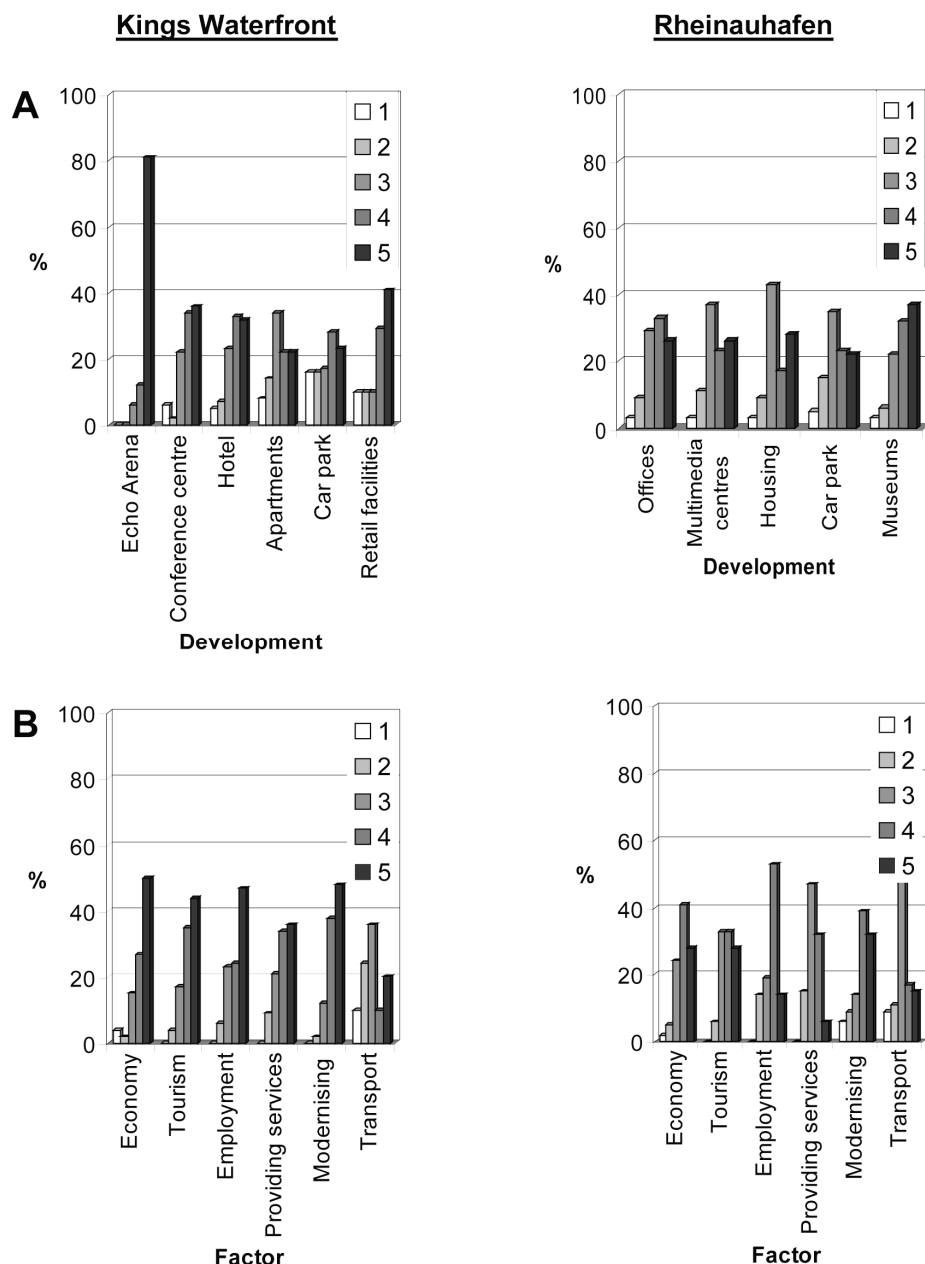 Kings Waterfront
Rheinauhafen
A
100
80
60
40
20
0
%
1
2
3
4
5
Echo Arena
Conference centre
Hotel
Apartments
Car park
Retail facilities
Development
100
80
60
40
20
0
%
1
2
3
4
5
Offices
Multimedia
centres
Housing
Car park
Museums
Development
B
100
80
60
40
20
0
%
1
2
3
4
5
Economy
Tourism
Employment
Providing services
Modernising
Transport
Factor
100
80
60
40
20
0
%
1
2
3
4
5
Economy
Tourism
Employment
Providing services
Modernising
Transport
Factor